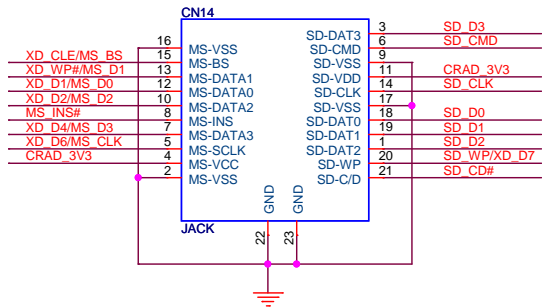 CN14
3 SD_D3
SD-DAT3
16 MS-VSS
SD-CMD 6 SD_CMD
XD_CLE/MS_BS 15 MS-BS
SD-VSS 9
XD_WP#/MS_D1 13 MS-DATA1
SD-VDD 11 CRAD_3V3
XD_D1/MS_D0 12 MS-DATA0
SD-CLK 14 SD_CLK
XD_D2/MS_D2 10 MS-DATA2
SD-VSS 17
MS_INS# 8 MS-INS
SD-DAT0 18 SD_D0
XD_D4/MS_D3 7 MS-DATA3
SD-DAT1 19 SD_D1
XD_D6/MS_CLK 5 MS-SCLK
SD-DAT2 1 SD_D2
CRAD_3V3 4 MS-VCC
SD-WP 20 SD_WP/XD_D7
2 MS-VSS
SD-C/D 21 SD_CD#
GND
GND
JACK
22
23